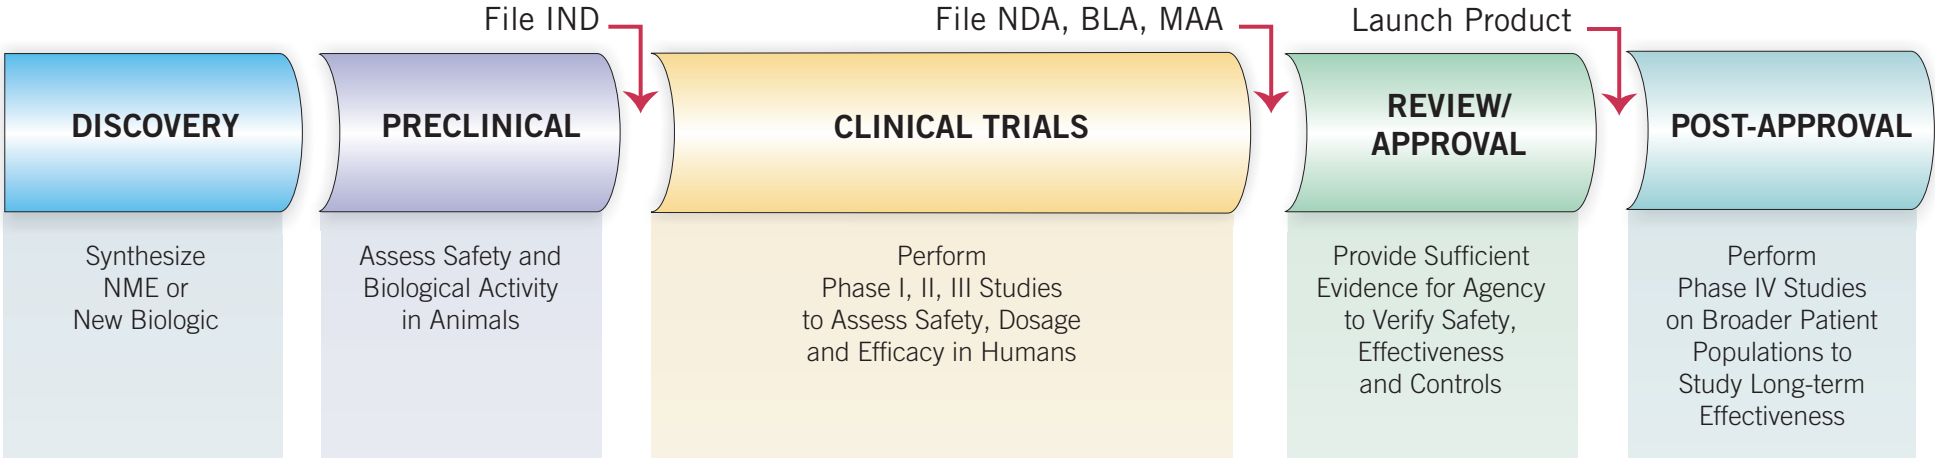 File IND
File NDA, BLA, MAA
Launch Product
DISCOVERY
PRECLINICAL
CLINICAL TRIALS
REVIEW/
APPROVAL
POST-APPROVAL
Synthesize
NME or
New Biologic
Assess Safety and
Biological Activity
in Animals
Perform
Phase I, II, III Studies
to Assess Safety, Dosage
and Efficacy in Humans
Provide Sufficient
Evidence for Agency
to Verify Safety,
Effectiveness
and Controls
Perform
Phase IV Studies
on Broader Patient
Populations to
Study Long-term
Effectiveness